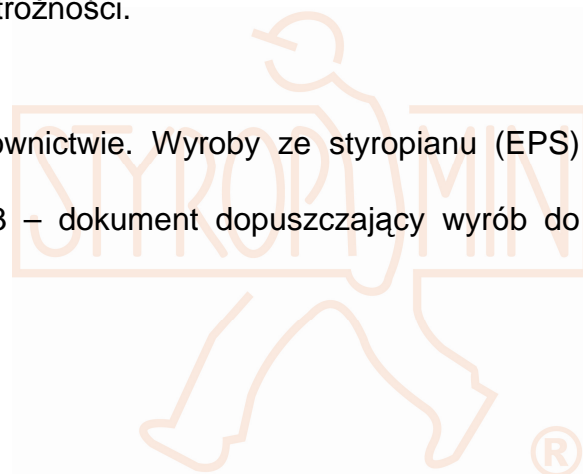 trożności.
ownictwie. Wyroby ze styropianu (EPS)
STYROPMIN
3 – dokument dopuszczający wyrób do
®